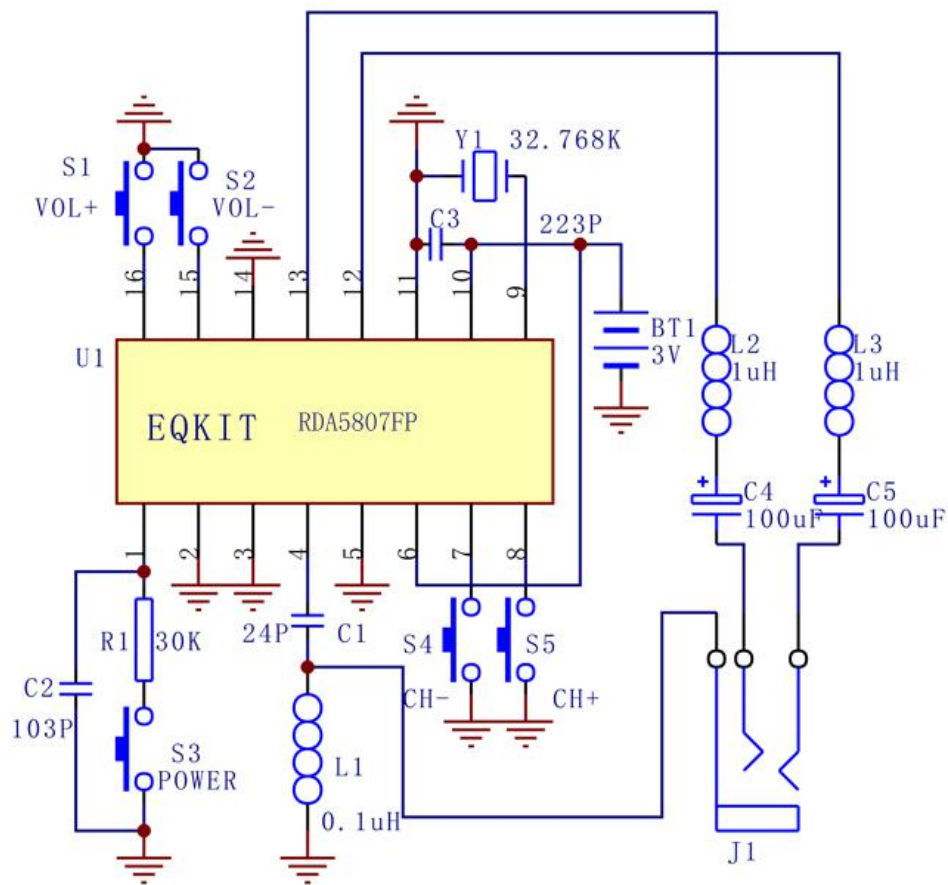 Y1 32.768K
S1
S2
VOL+
VOL-
C3
223P
16
15
14
13
12
11
10
9
U1
BT1
3V
L2
1uH
L3
1uH
EQKIT RDA5807FP
+
C4
100uF
+
C5
100uF
1
2
3
4
5
6
7
8
R1 30K
24P C1
S4
S5
C2
103P
CH-
CH+
S3
POWER
L1
0.1uH
J1